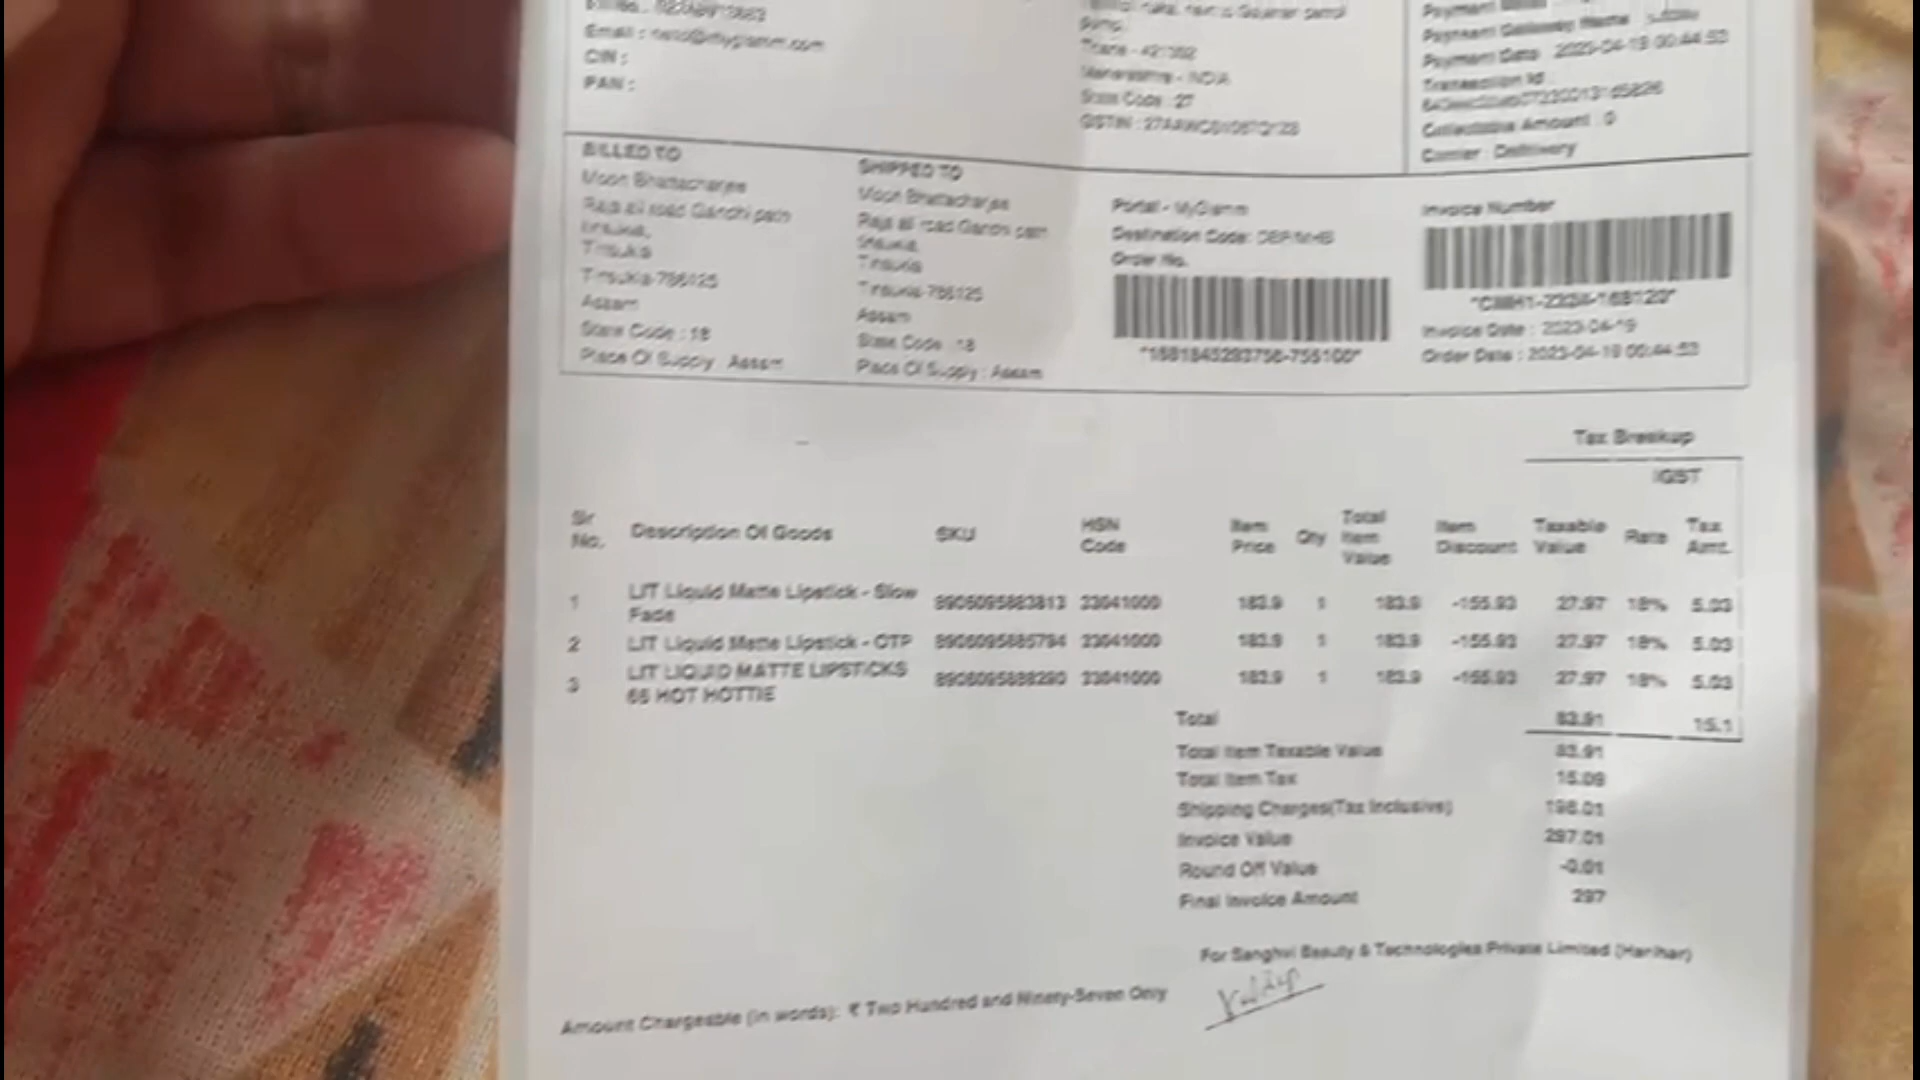 Email : hello@myglamm.com
CIN :
PAN :
Thane - 421302
Maharashtra - INDIA
State Code : 27
GSTIN :
Payment Date : 2023-04-19 00:44:53
Transaction Id
Collectable Amount : 0
Carrier : Delhivery
BILLED TO
Moon Bhattacharjee
Raja ali road Gandhi path
tinsukia,
Tinsukia
Tinsukia-786125
Assam
State Code : 18
Place Of Supply : Assam
SHIPPED TO
Moon Bhattacharjee
Raja ali road Gandhi path
tinsukia,
Tinsukia
Tinsukia-786125
Assam
State Code : 18
Place Of Supply : Assam
Portal - MyGlamm
Destination Code:
Order No.
*1681845293756-755100*
Invoice Number
Invoice Date : 2023-04-19
Order Date : 2023-04-19 00:44:53
Tax Breakup
IGST
Sr No. Description Of Goods SKU HSN Code Item Price Qty Total Item Value Item Discount Taxable Value Rate Tax Amt.
1 LIT Liquid Matte Lipstick - Slow Fade 8906095883813 33041000 183.9 1 183.9 -155.93 27.97 18% 5.03
2 LIT Liquid Matte Lipstick - OTP 8906095885794 33041000 183.9 1 183.9 -155.93 27.97 18% 5.03
3 LIT LIQUID MATTE LIPSTICKS 66 HOT HOTTIE 8906095888290 33041000 183.9 1 183.9 -155.93 27.97 18% 5.03
Total 83.91 15.1
Total Item Taxable Value 83.91
Total Item Tax 15.09
Shipping Charges(Tax Inclusive) 198.01
Invoice Value 297.01
Round Off Value -0.01
Final Invoice Amount 297
For Sanghvi Beauty & Technologies Private Limited (Harihar)
Amount Chargeable (in words): ₹ Two Hundred and Ninety-Seven Only